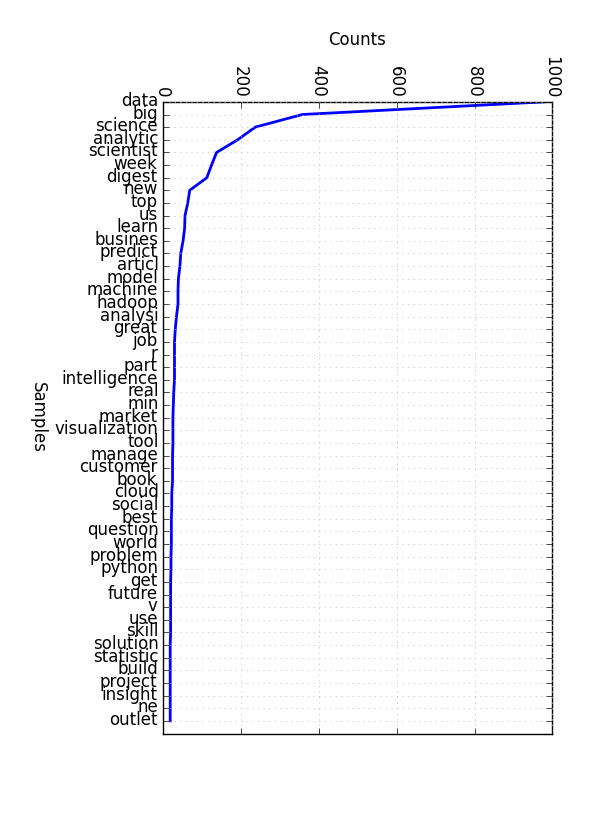 Counts
0 200 400 600 800 1000
data
big
science
analytic
scientist
week
digest
new
top
us
learn
busines
predict
articl
model
machine
hadoop
analysi
great
job
r
part
intelligence
real
min
market
visualization
tool
manage
customer
book
cloud
social
best
question
world
problem
python
get
future
v
use
skill
solution
statistic
build
project
insight
ne
outlet
Samples